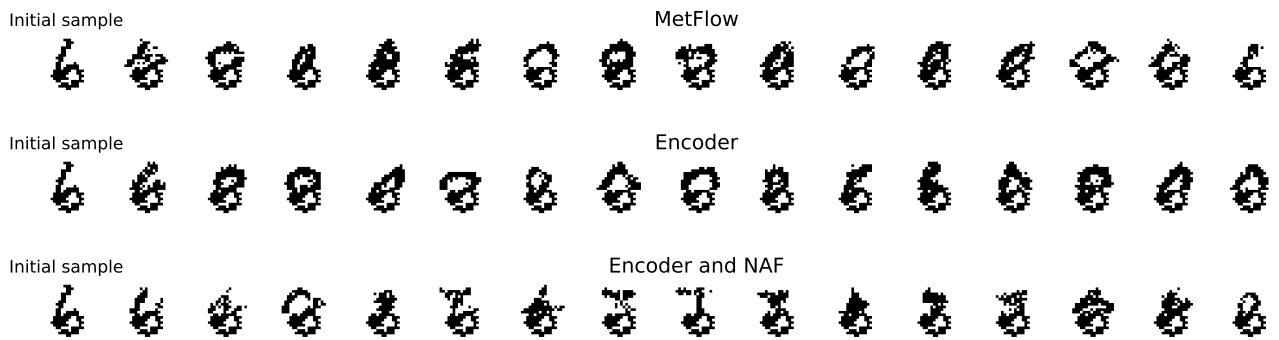 Initial sample
MetFlow
Initial sample
Encoder
Initial sample
Encoder and NAF